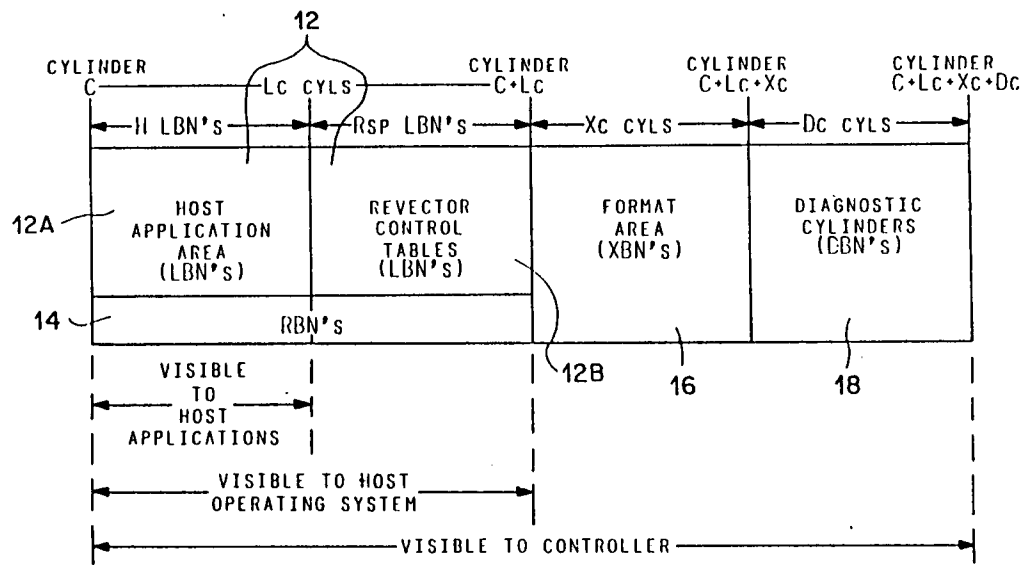 12
CYLINDER
C
Lc CYLS
CYLINDER
C+Lc
CYLINDER
C+Lc+Xc
CYLINDER
C+Lc+Xc+Dc
H LBN's
Rsp LBN's
Xc CYLS
Dc CYLS
12A
HOST
APPLICATION
AREA
(LBN's)
REVECTOR
CONTROL
TABLES
(LBN's)
FORMAT
AREA
(XBN's)
DIAGNOSTIC
CYLINDERS
(DBN's)
14
RBN's
12B
16
18
VISIBLE
TO
HOST
APPLICATIONS
VISIBLE TO HOST
OPERATING SYSTEM
VISIBLE TO CONTROLLER